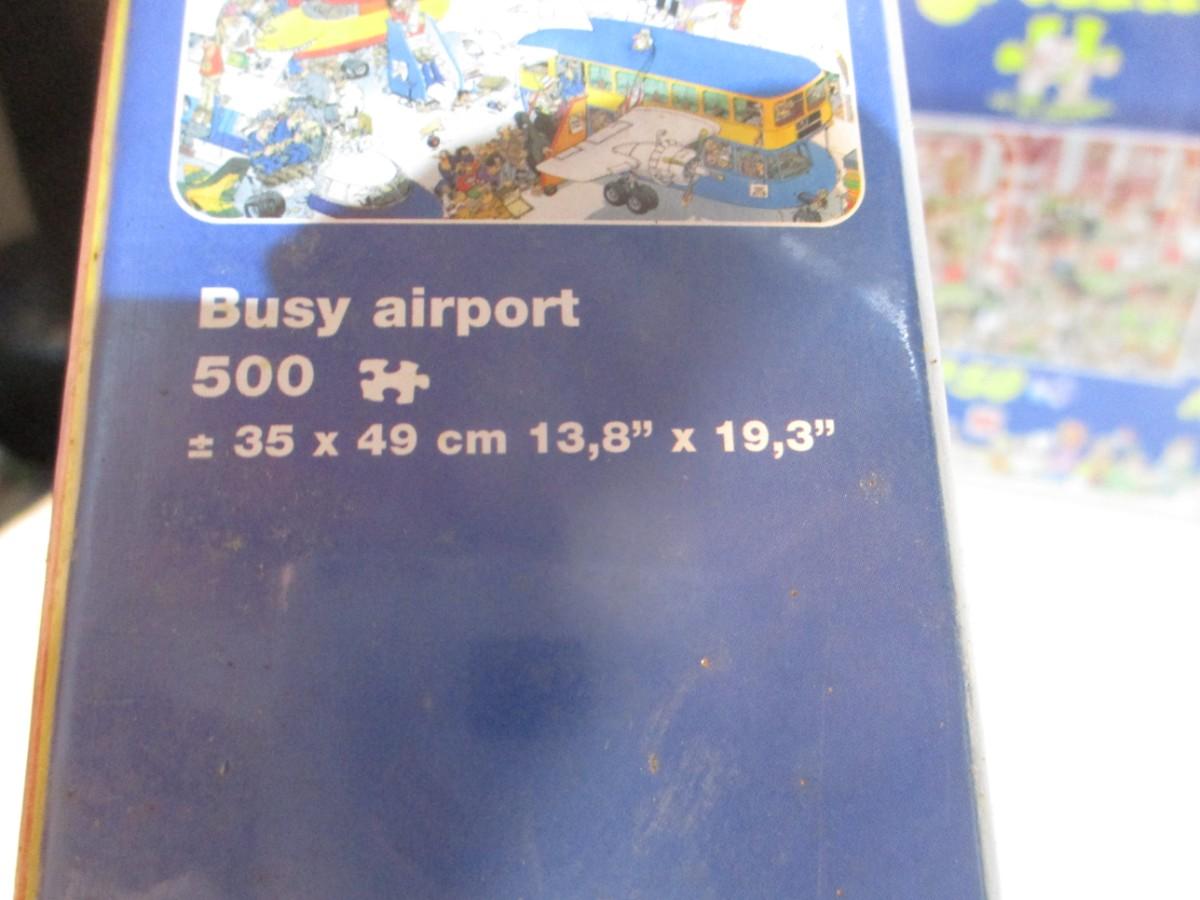 Busy airport
500
± 35 x 49 cm 13,8” x 19,3”